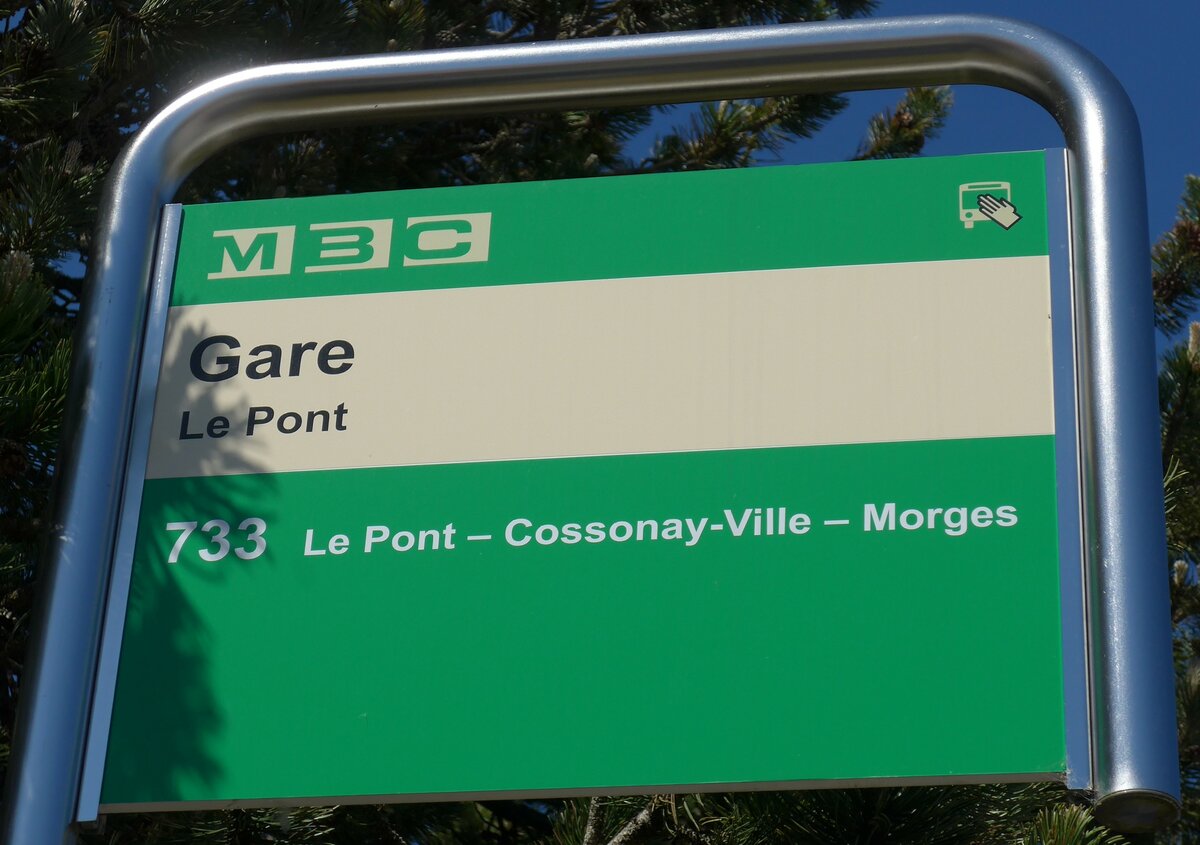 MBC
Gare
Le Pont
733 Le Pont – Cossonay-Ville – Morges